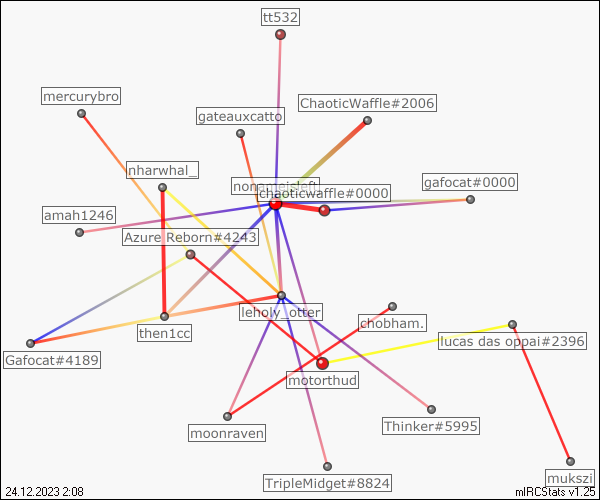 tt532
mercurybro
ChaoticWaffle#2006
gateauxcatto
nharwhal_
nonameisleft
chaoticwaffle#0000
gafocat#0000
amah1246
Azure Reborn#4243
leholy_otter
then1cc
chobham.
lucas das oppai#2396
Gafocat#4189
motorthud
moonraven
Thinker#5995
TripleMidget#8824
mukszi
24.12.2023 2:08
mIRCStats v1.25